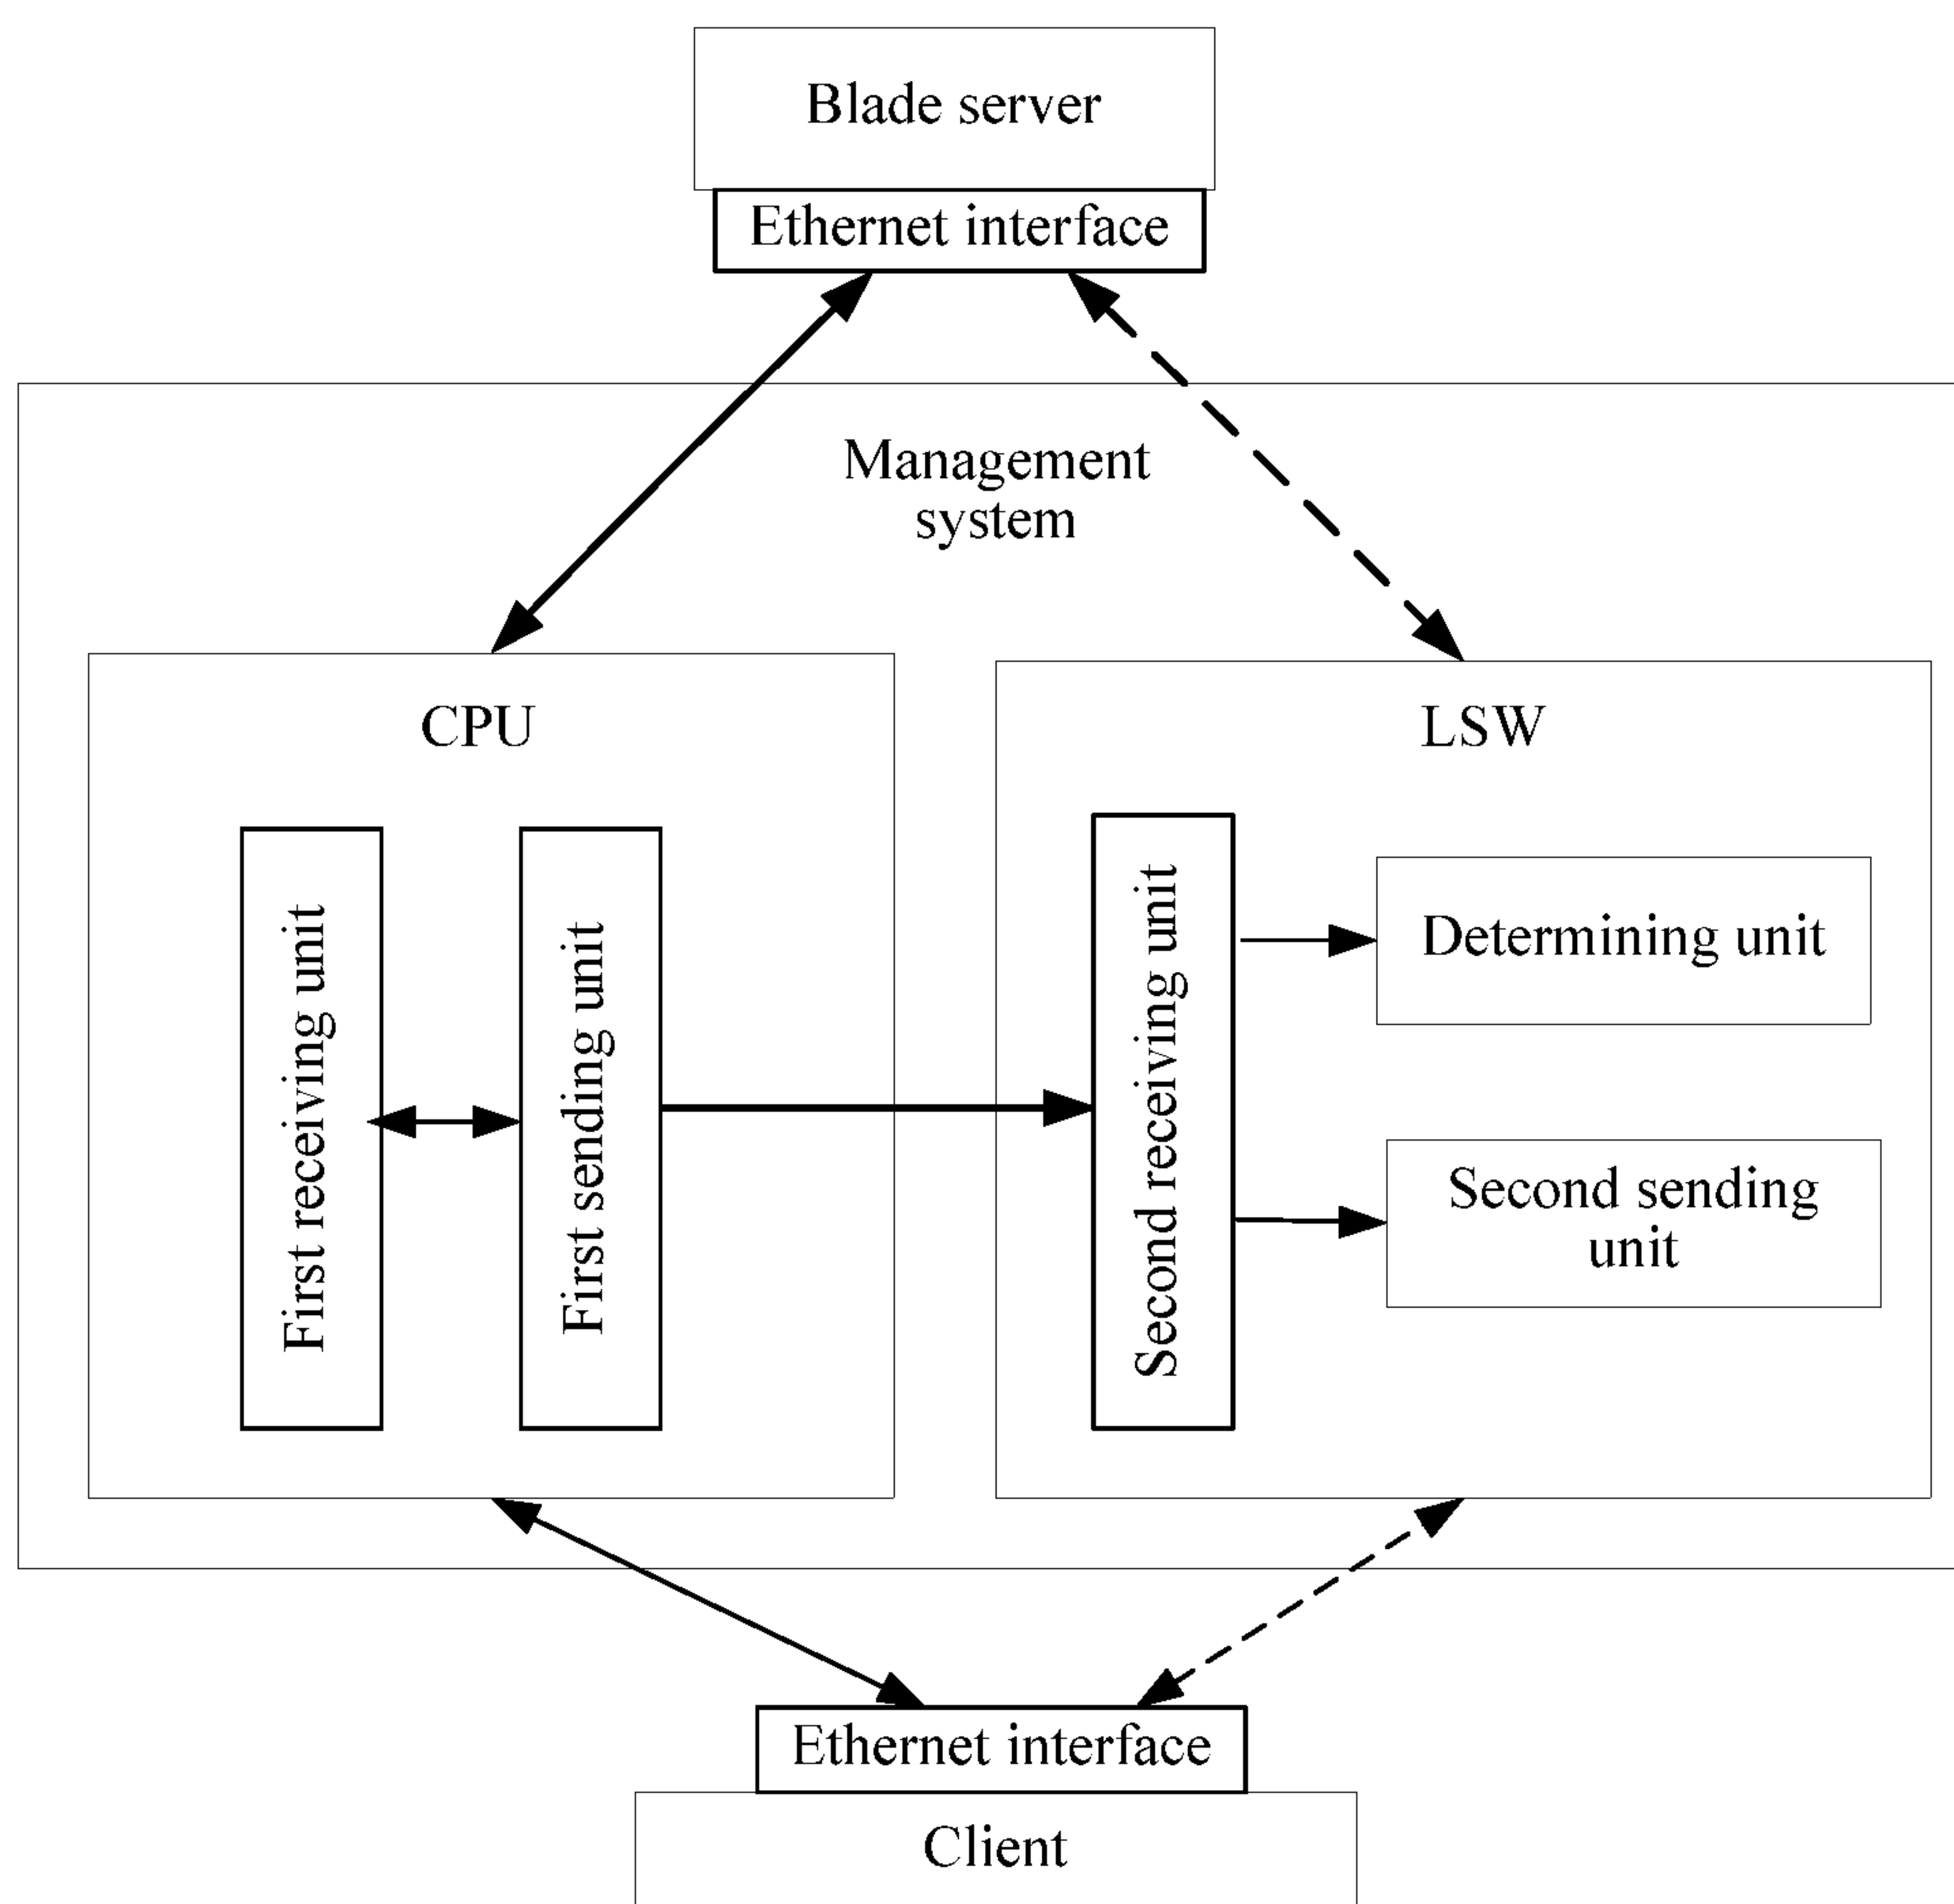 Blade server
Ethernet interface
Management
system
CPU
LSW
First receiving unit
First sending unit
Second receiving unit
Determining unit
Second sending
unit
Ethernet interface
Client